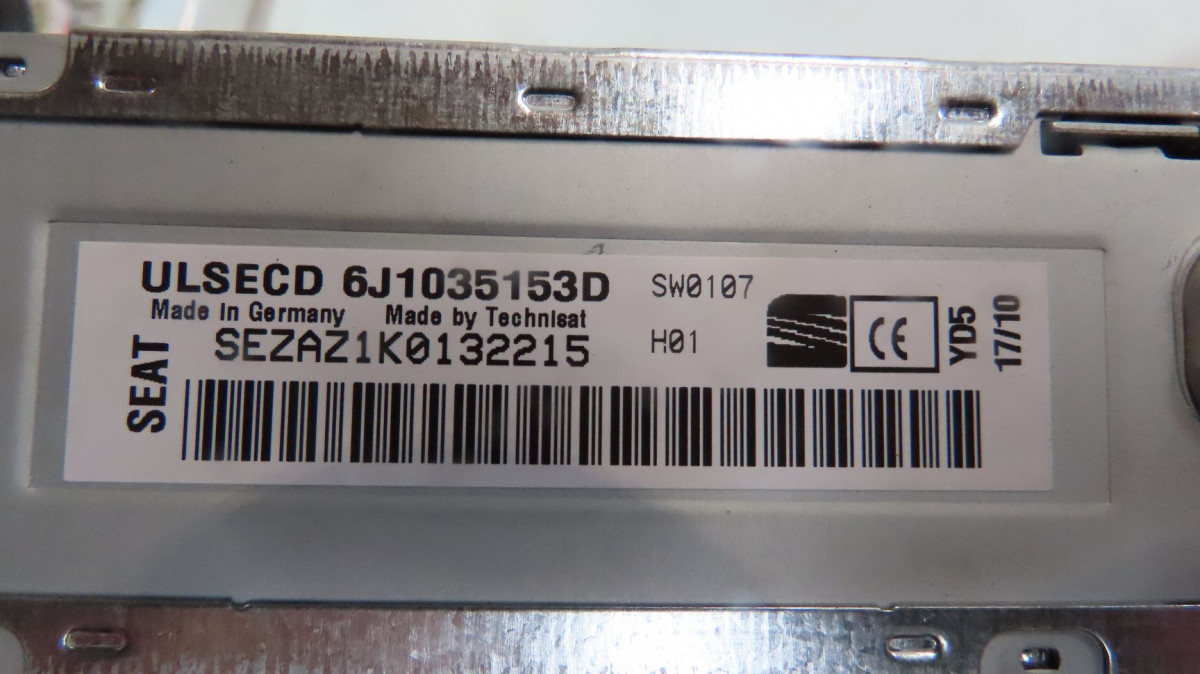 ULSECD 6J1035153D SW0107
Made in Germany Made by Technisat
SEZAZ1K0132215 H01
SEAT
CE
YD5
17/10